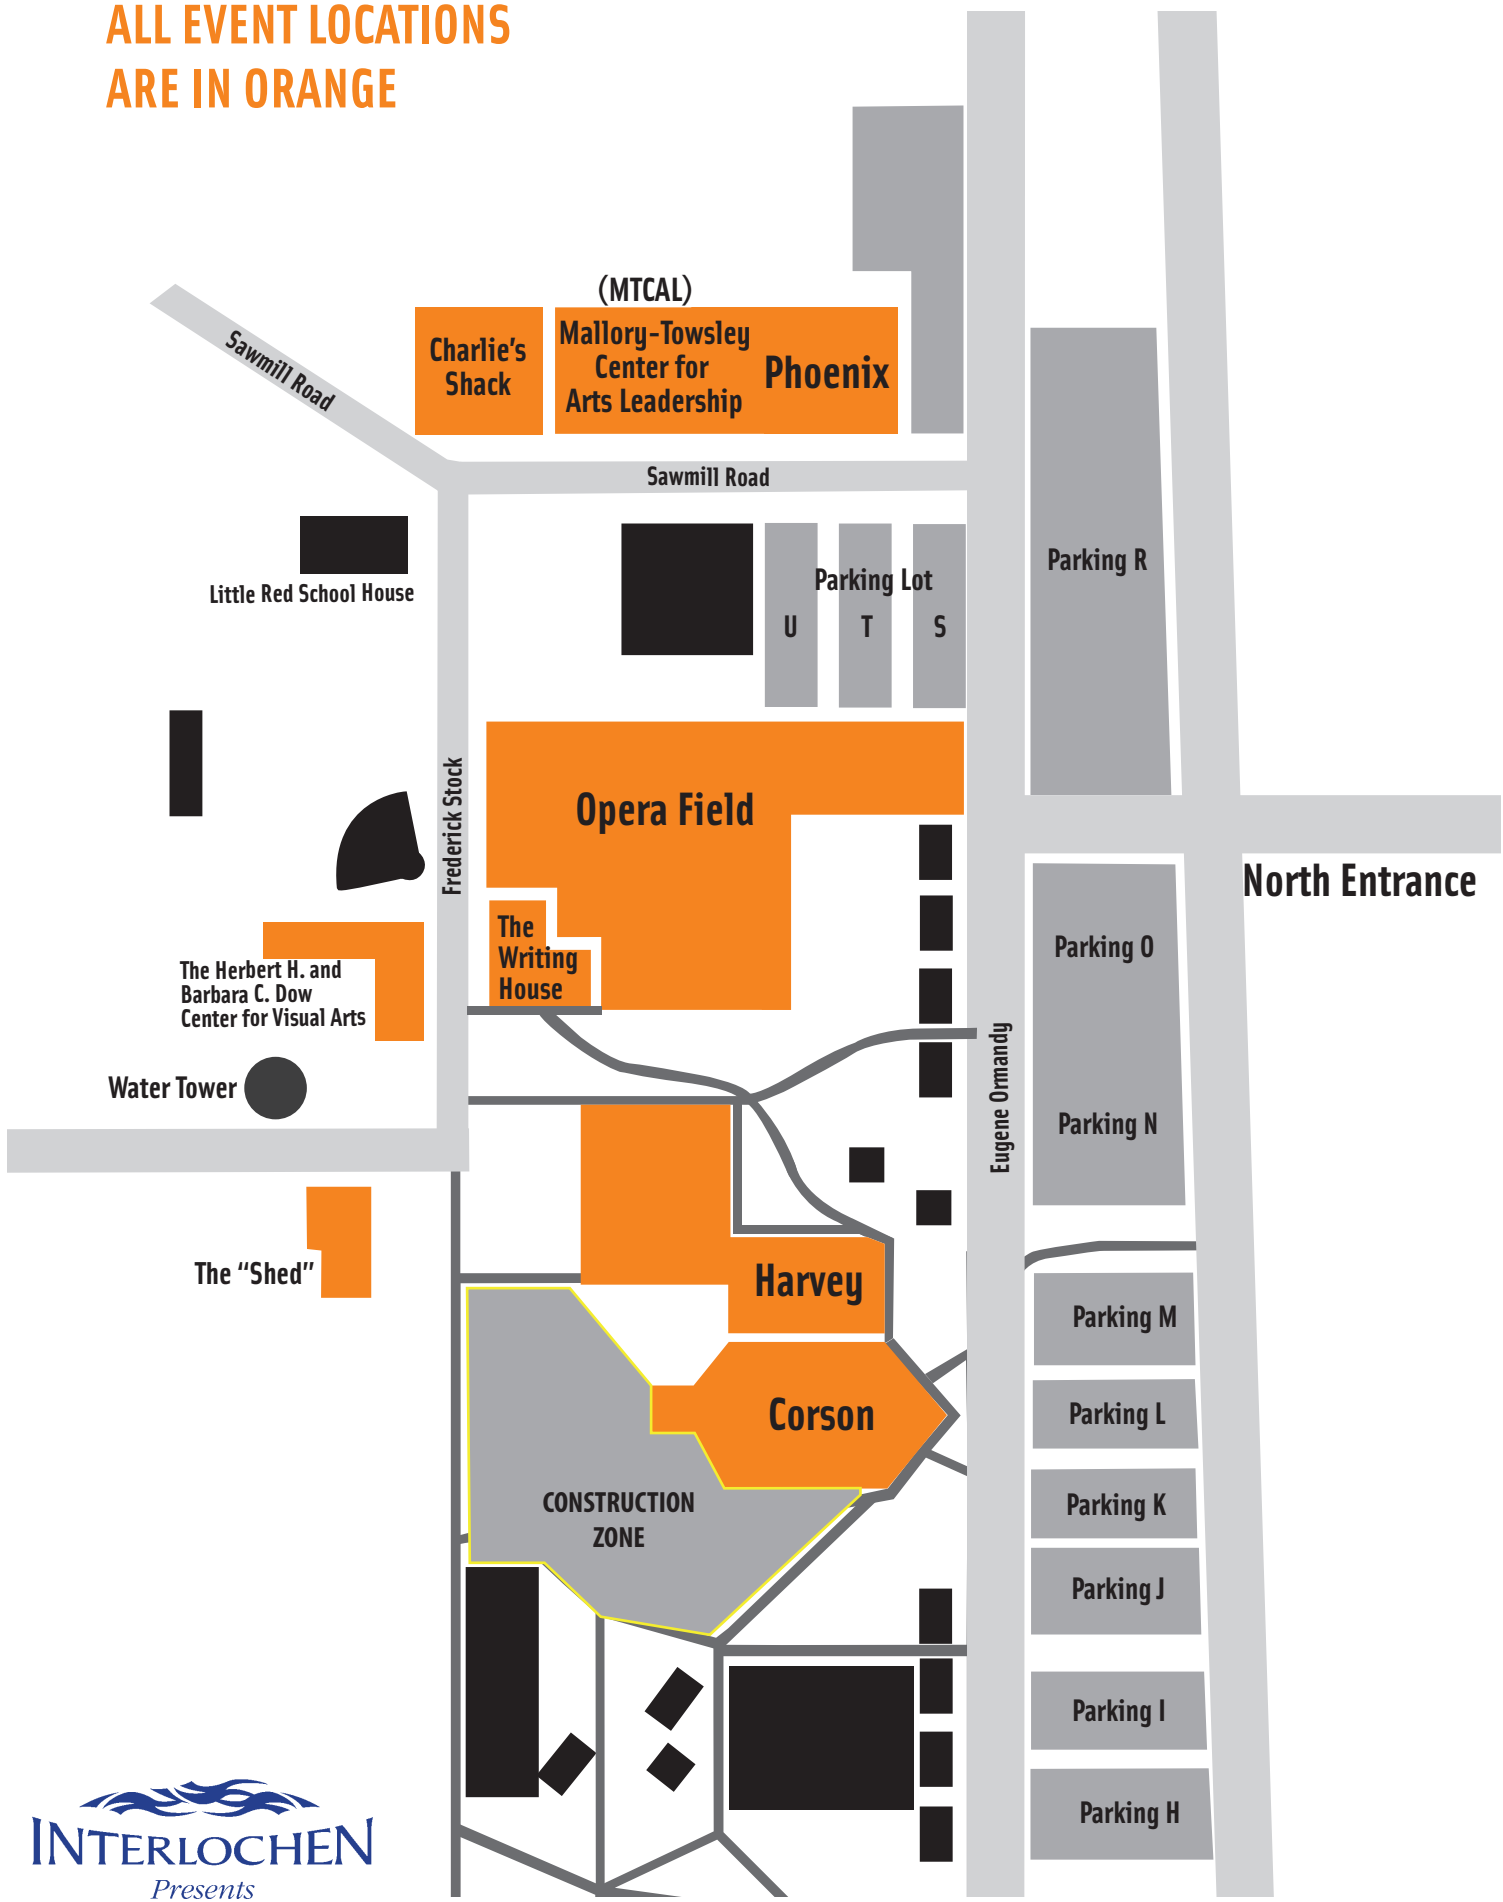 ALL EVENT LOCATIONS
ARE IN ORANGE
(MTCAL)
Charlie's
Shack
Mallory-Towsley
Center for
Arts Leadership
Phoenix
Sawmill Road
Sawmill Road
Little Red School House
Parking Lot
U T S
Parking R
Opera Field
Frederick Stock
North Entrance
The
Writing
House
The Herbert H. and
Barbara C. Dow
Center for Visual Arts
Water Tower
Parking O
Eugene Ormandy
Parking N
The “Shed”
Harvey
Parking M
Corson
Parking L
CONSTRUCTION
ZONE
Parking K
Parking J
Parking I
Parking H
INTERLOCHEN
Presents